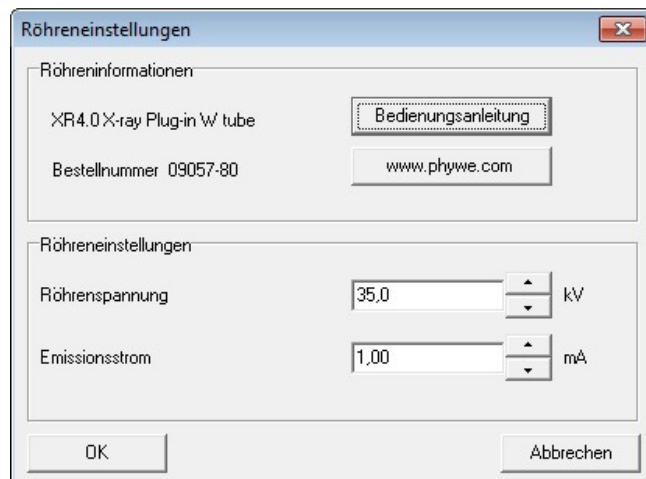 Röhreneinstellungen
Röhreninformationen
XR4.0 X-ray Plug-in W tube
Bedienungsanleitung
Bestellnummer 09057-80
www.phywe.com
Röhreneinstellungen
Röhrenspannung 35,0 kV
Emissionsstrom 1,00 mA
OK Abbrechen